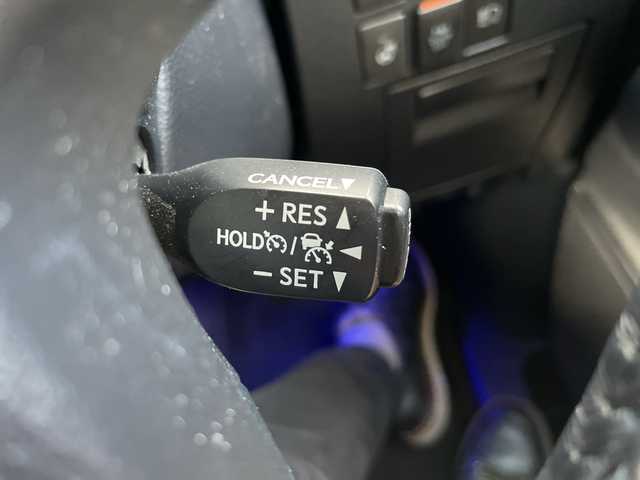 CANCEL▼
+ RES ▲
HOLD / ◀
− SET ▼